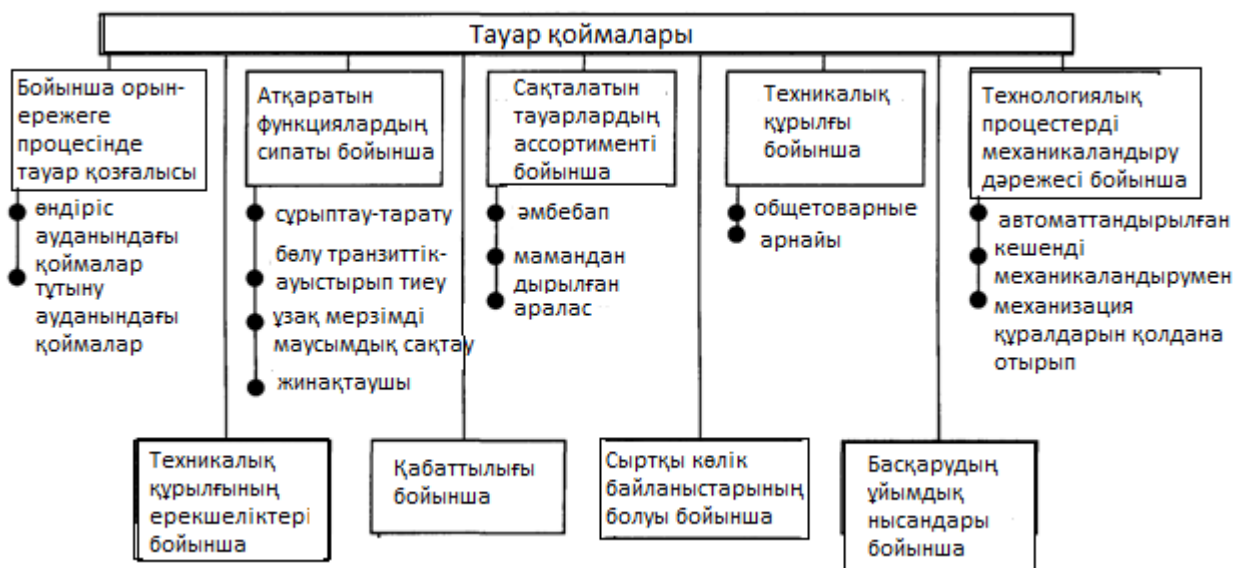 Тауар қоймалары
Бойынша орын-
ережеге
процесінде
тауар қозғалысы
өндіріс
ауданындағы
қоймалар
тұтыну
ауданындағы
қоймалар
Атқаратын
функциялардың
сипаты бойынша
сұрыптау-тарату
бөлу транзиттік-
ауыстырып тиеу
ұзақ мерзімді
маусымдық сақтау
жинақтаушы
Сақталатын
тауарлардың
ассортименті
бойынша
әмбебап
мамандан
дырылған
аралас
Техникалық
құрылғы
бойынша
общетоварные
арнайы
Технологиялық
процестерді
механикаландыру
дәрежесі бойынша
автоматтандырылған
кешенді
механикаландырумен
механизация
құралдарын қолдана
отырып
Техникалық
құрылғының
ерекшеліктері
бойынша
Қабаттылығы
бойынша
Сыртқы көлік
байланыстарының
болуы бойынша
Басқарудың
ұйымдық
нысандары
бойынша